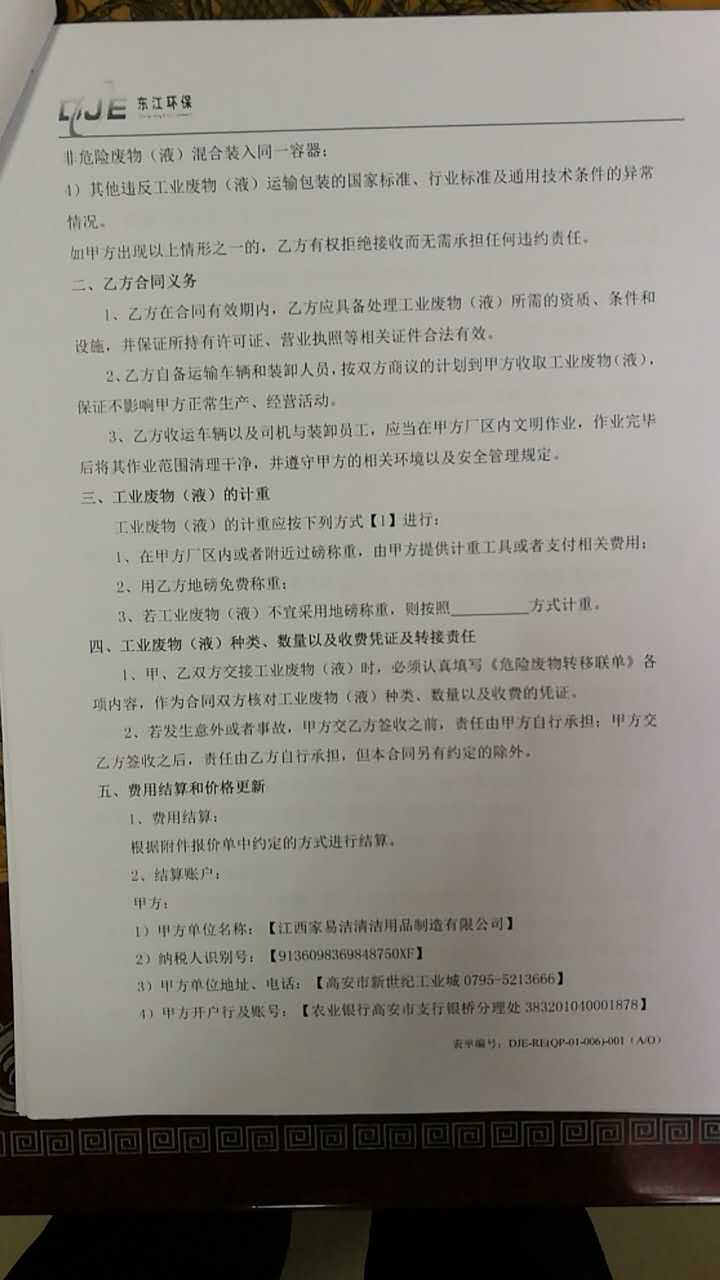 DJE 东江环保
非危险废物（液）混合装入同一容器；
4）其他违反工业废物（液）运输包装的国家标准、行业标准及通用技术条件的异常
情况。
如甲方出现以上情形之一的，乙方有权拒绝接收而无需承担任何违约责任。
二、乙方合同义务
1、乙方在合同有效期内，乙方应具备处理工业废物（液）所需的资质、条件和
设施，并保证所持有许可证、营业执照等相关证件合法有效。
2、乙方自备运输车辆和装卸人员，按双方商议的计划到甲方收取工业废物（液），
保证不影响甲方正常生产、经营活动。
3、乙方收运车辆以及司机与装卸员工，应当在甲方厂区内文明作业，作业完毕
后将其作业范围清理干净，并遵守甲方的相关环境以及安全管理规定。
三、工业废物（液）的计重
工业废物（液）的计重应按下列方式【1】进行：
1、在甲方厂区内或者附近过磅称重，由甲方提供计重工具或者支付相关费用；
2、用乙方地磅免费称重；
3、若工业废物（液）不宜采用地磅称重，则按照__________方式计重。
四、工业废物（液）种类、数量以及收费凭证及转接责任
1、甲、乙双方交接工业废物（液）时，必须认真填写《危险废物转移联单》各
项内容，作为合同双方核对工业废物（液）种类、数量以及收费的凭证。
2、若发生意外或者事故，甲方交乙方签收之前，责任由甲方自行承担；甲方交
乙方签收之后，责任由乙方自行承担，但本合同另有约定的除外。
五、费用结算和价格更新
1、费用结算：
根据附件报价单中约定的方式进行结算。
2、结算账户：
甲方：
1）甲方单位名称：【江西家易洁清洁用品制造有限公司】
2）纳税人识别号：【9136098369848750XF】
3）甲方单位地址、电话：【高安市新世纪工业城 0795-5213666】
4）甲方开户行及账号：【农业银行高安市支行银桥分理处 383201040001878】
表单编号：DJE-RE(QP-01-006)-001（A/O）